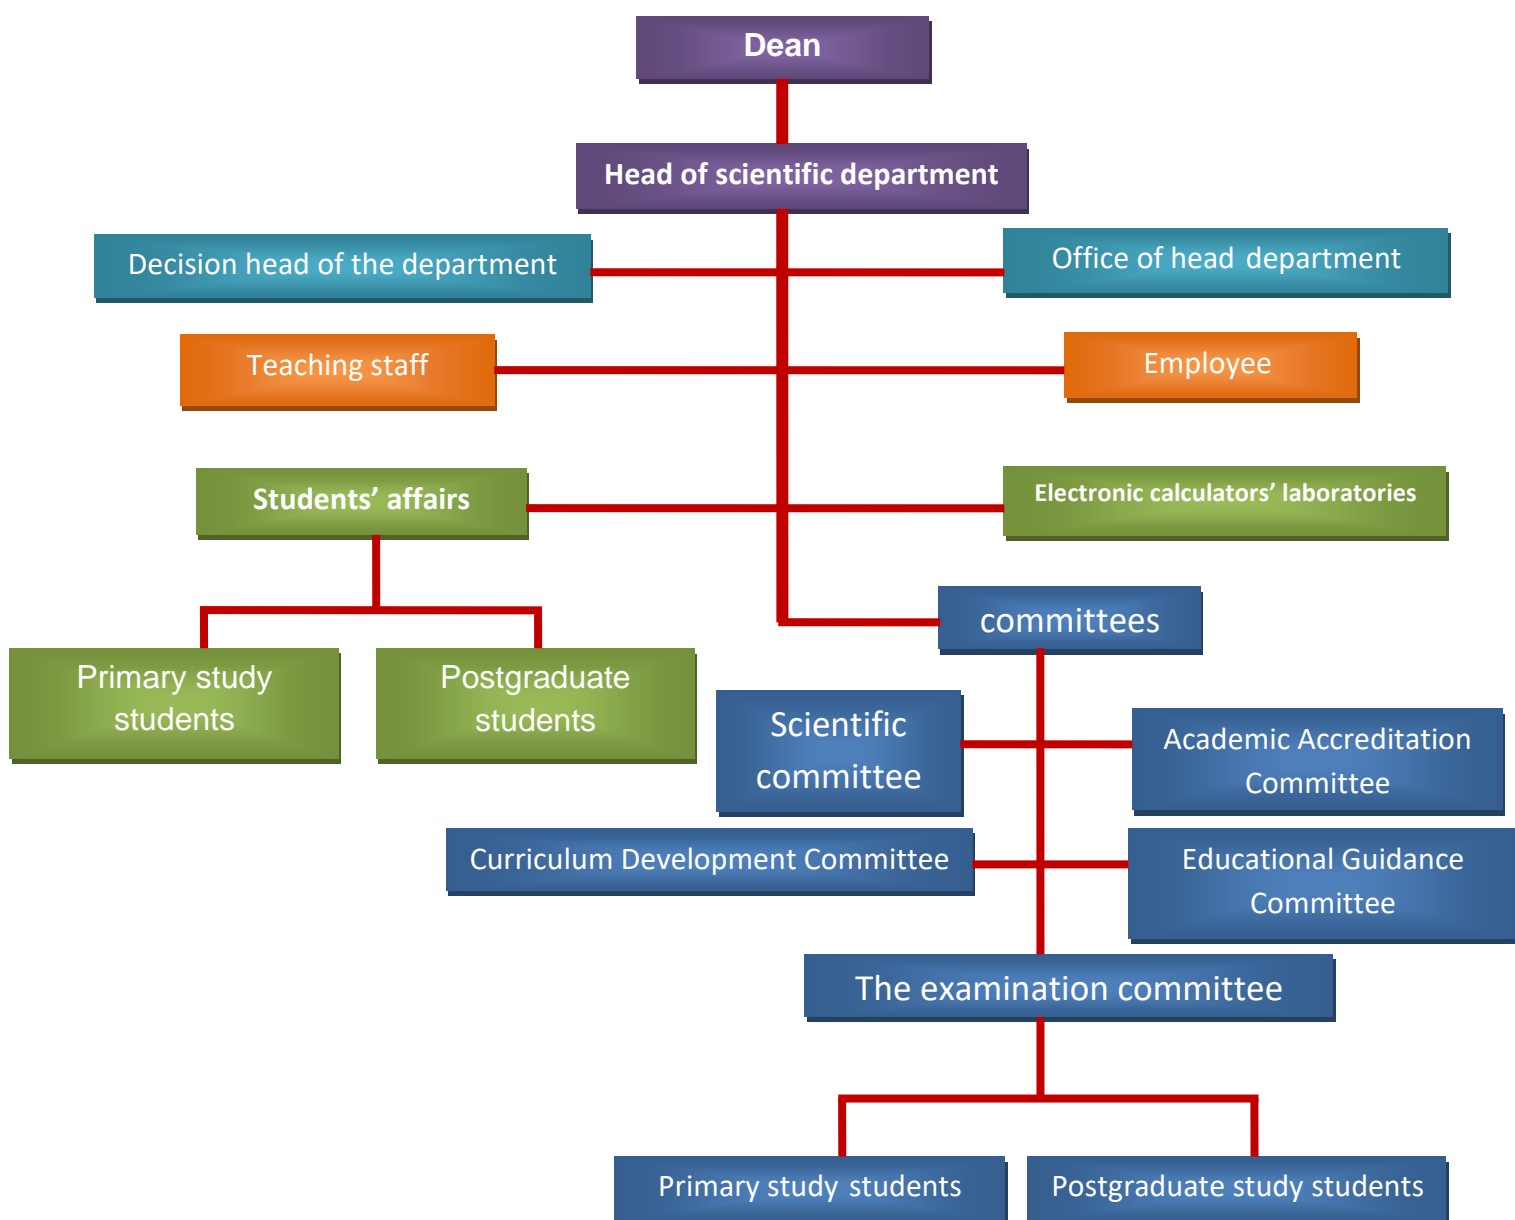 Dean
Head of scientific department
Decision head of the department
Office of head department
Teaching staff
Employee
Students’ affairs
Electronic calculators’ laboratories
committees
Primary study
students
Postgraduate
students
Scientific
committee
Academic Accreditation
Committee
Curriculum Development Committee
Educational Guidance
Committee
The examination committee
Primary study students
Postgraduate study students